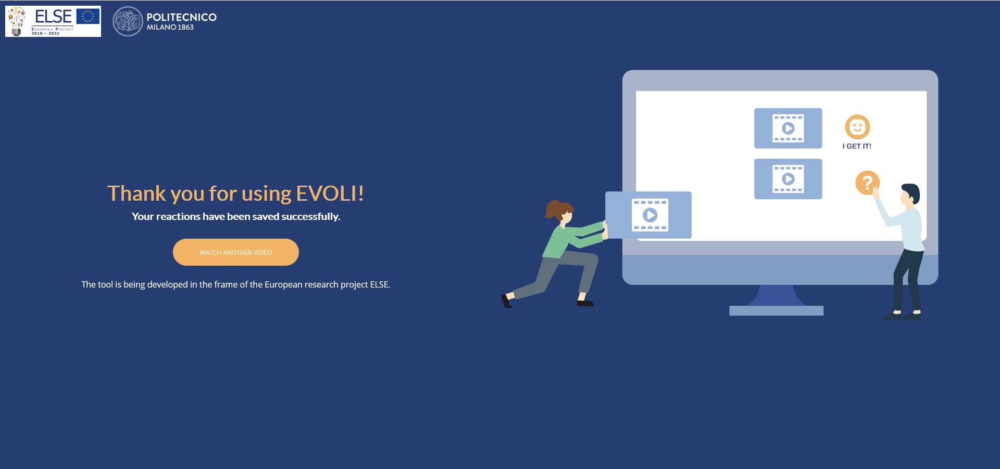 ELSE
ERASMUS+ PROJECT
2018 – 2021
POLITECNICO
MILANO 1863
I GET IT!
?
Thank you for using EVOLI!
Your reactions have been saved successfully.
WATCH ANOTHER VIDEO
The tool is being developed in the frame of the European research project ELSE.